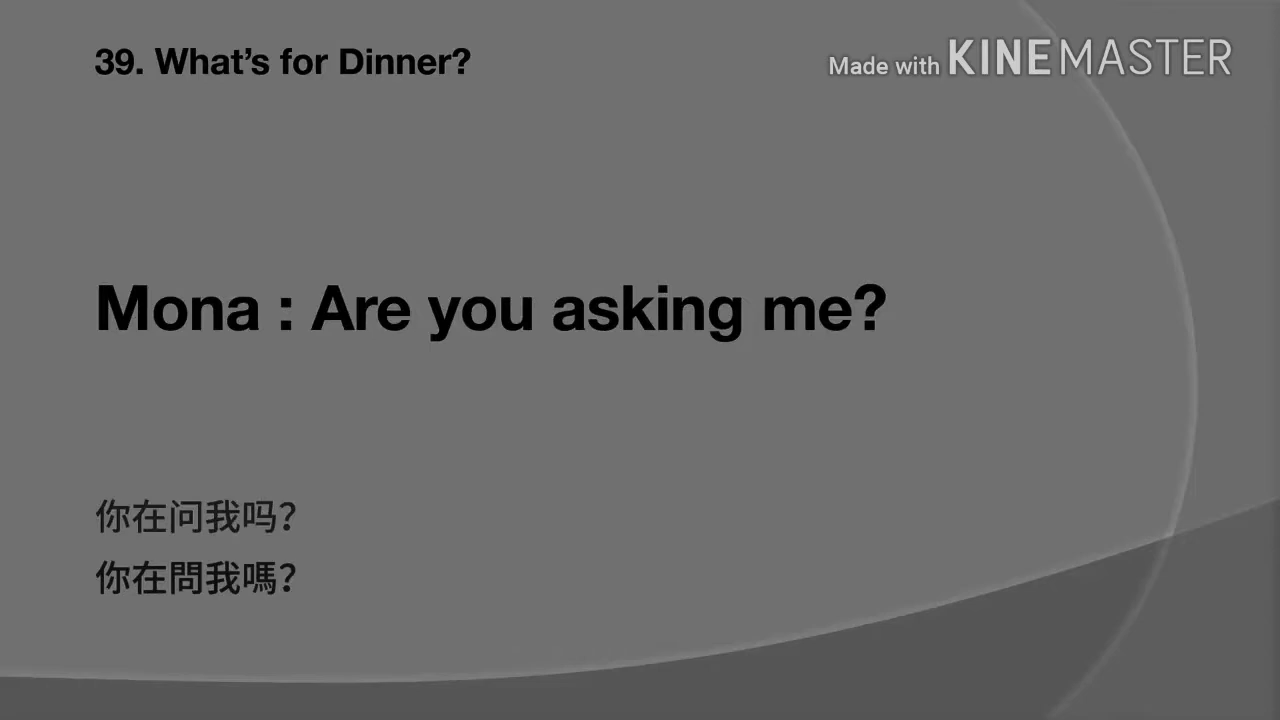 39. What's for Dinner?
Made with KINEMASTER
Mona : Are you asking me?
你在问我吗?
你在問我嗎?